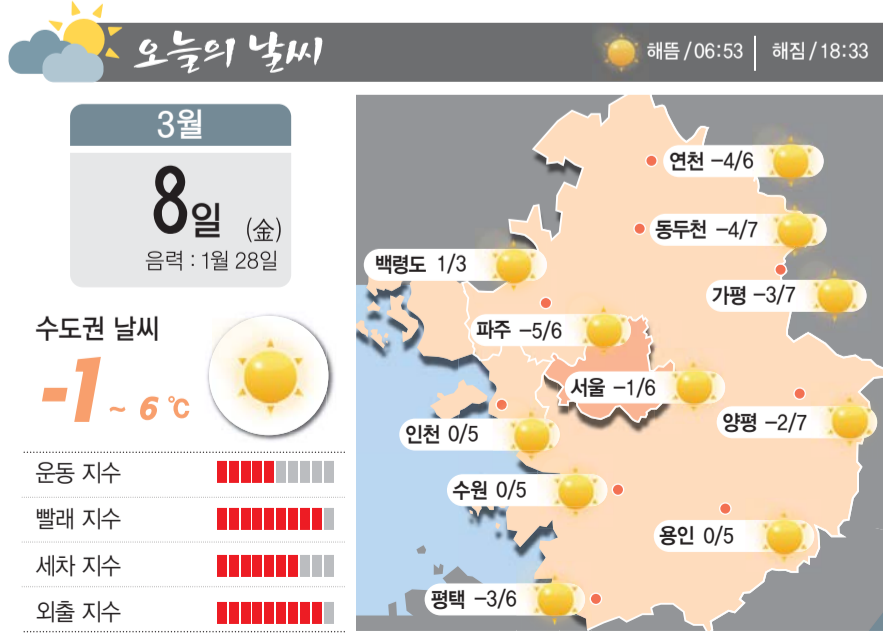 오늘의 날씨
해뜸 / 06:53 해짐 / 18:33
3월
8일 (金)
음력 : 1월 28일
수도권 날씨
-1 ~ 6 ℃
운동 지수
빨래 지수
세차 지수
외출 지수
연천 -4/6
동두천 -4/7
백령도 1/3
가평 -3/7
파주 -5/6
서울 -1/6
양평 -2/7
인천 0/5
수원 0/5
용인 0/5
평택 -3/6